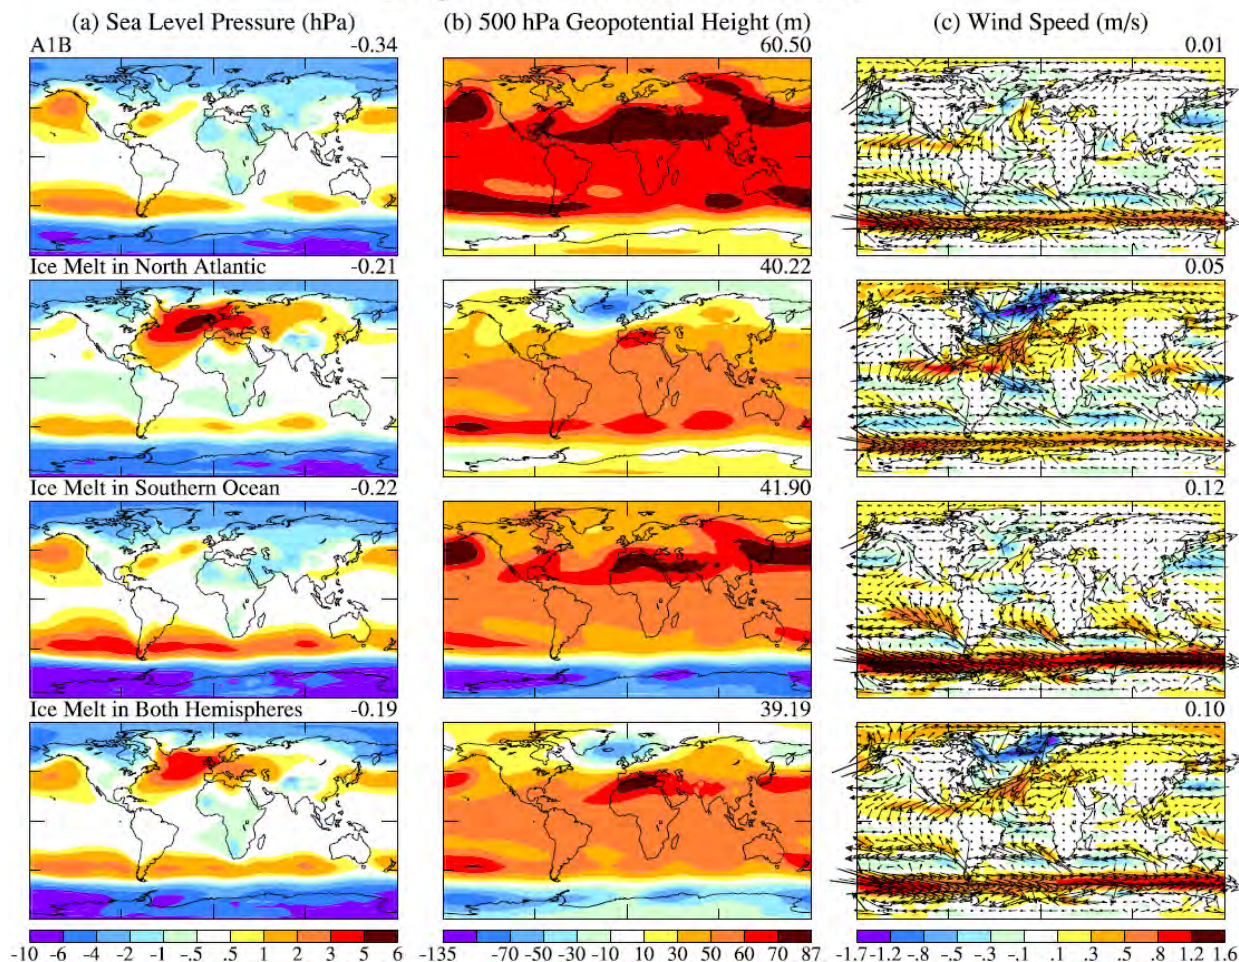 (a) Sea Level Pressure (hPa) (b) 500 hPa Geopotential Height (m) (c) Wind Speed (m/s)
A1B -0.34 60.50 0.01
Ice Melt in North Atlantic -0.21 40.22 0.05
Ice Melt in Southern Ocean -0.22 41.90 0.12
Ice Melt in Both Hemispheres -0.19 39.19 0.10
-10 -6 -4 -2 -1 -.5 .5 1 2 3 5 6 -135 -70 -50 -30 -10 10 30 50 70 87 -1.7 -1.2 -.8 -.5 -.3 -.1 .1 .3 .5 .8 1.2 1.6